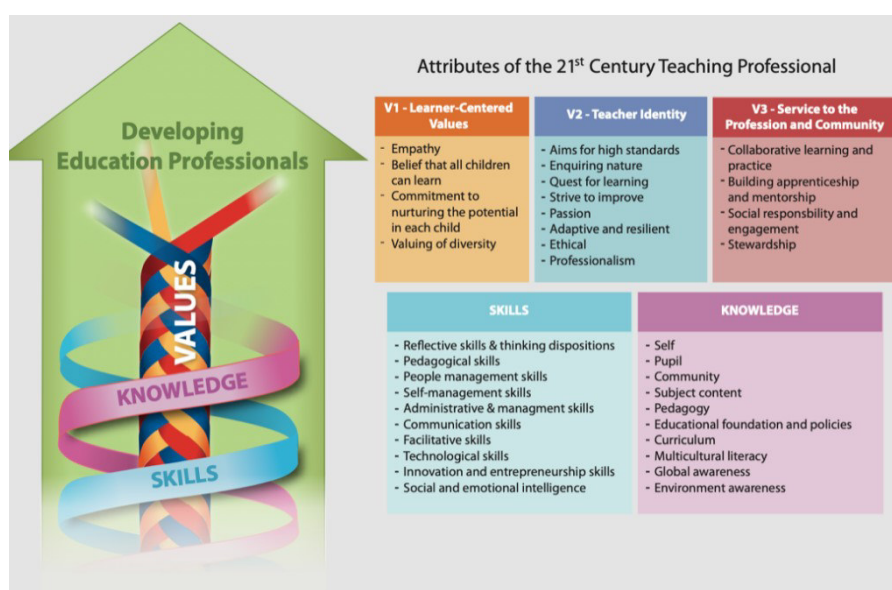 Developing
Education Professionals
VALUES
KNOWLEDGE
SKILLS
Attributes of the 21st Century Teaching Professional
V1 - Learner-Centered
Values
- Empathy
- Belief that all children
can learn
- Commitment to
nurturing the potential
in each child
- Valuing of diversity
V2 - Teacher Identity
- Aims for high standards
- Enquiring nature
- Quest for learning
- Strive to improve
- Passion
- Adaptive and resilient
- Ethical
- Professionalism
V3 - Service to the
Profession and Community
- Collaborative learning and
practice
- Building apprenticeship
and mentorship
- Social responsbility and
engagement
- Stewardship
SKILLS
- Reflective skills & thinking dispositions
- Pedagogical skills
- People management skills
- Self-management skills
- Administrative & managment skills
- Communication skills
- Facilitative skills
- Technological skills
- Innovation and entrepreneurship skills
- Social and emotional intelligence
KNOWLEDGE
- Self
- Pupil
- Community
- Subject content
- Pedagogy
- Educational foundation and policies
- Curriculum
- Multicultural literacy
- Global awareness
- Environment awareness